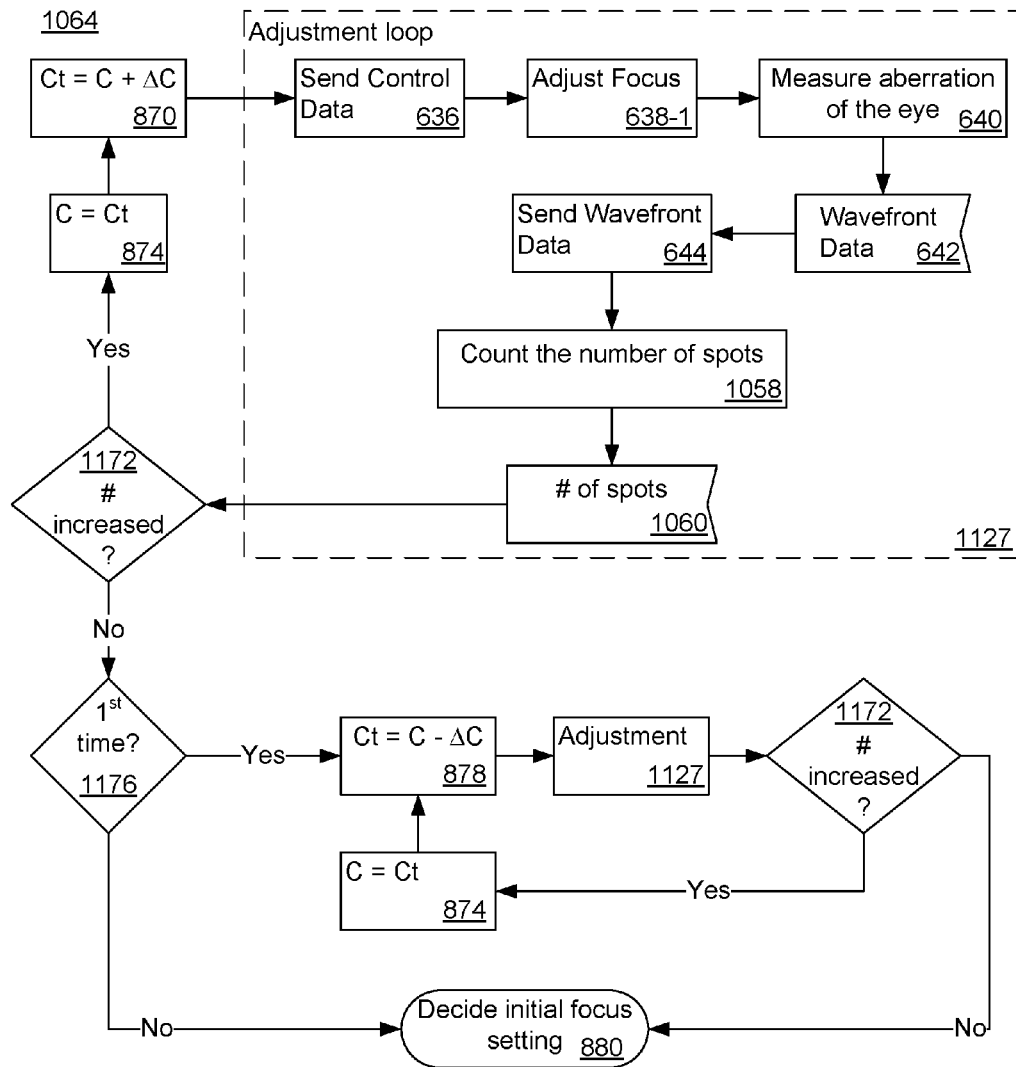 1064
Adjustment loop
Ct = C + ΔC
870
Send Control
Data
636
Adjust Focus
638-1
Measure aberration
of the eye
640
C = Ct
874
Send Wavefront
Data
644
Wavefront
Data
642
Yes
Count the number of spots
1058
1172
#
increased
?
# of spots
1060
1127
No
1st
time?
1176
Yes
Ct = C - ΔC
878
Adjustment
1127
1172
#
increased
?
C = Ct
874
Yes
No
Decide initial focus
setting
880
No